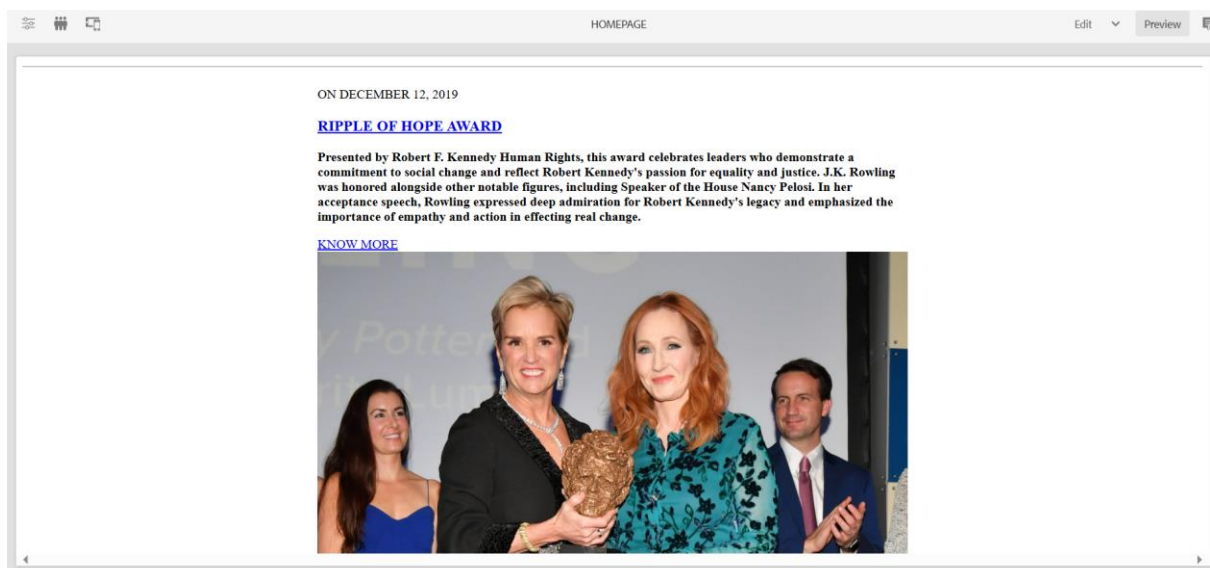 HOMEPAGE
Edit
Preview
ON DECEMBER 12, 2019
RIPPLE OF HOPE AWARD
Presented by Robert F. Kennedy Human Rights, this award celebrates leaders who demonstrate a
commitment to social change and reflect Robert Kennedy's passion for equality and justice. J.K. Rowling
was honored alongside other notable figures, including Speaker of the House Nancy Pelosi. In her
acceptance speech, Rowling expressed deep admiration for Robert Kennedy's legacy and emphasized the
importance of empathy and action in effecting real change.
KNOW MORE
LING
y Potter
d
rit
Lum